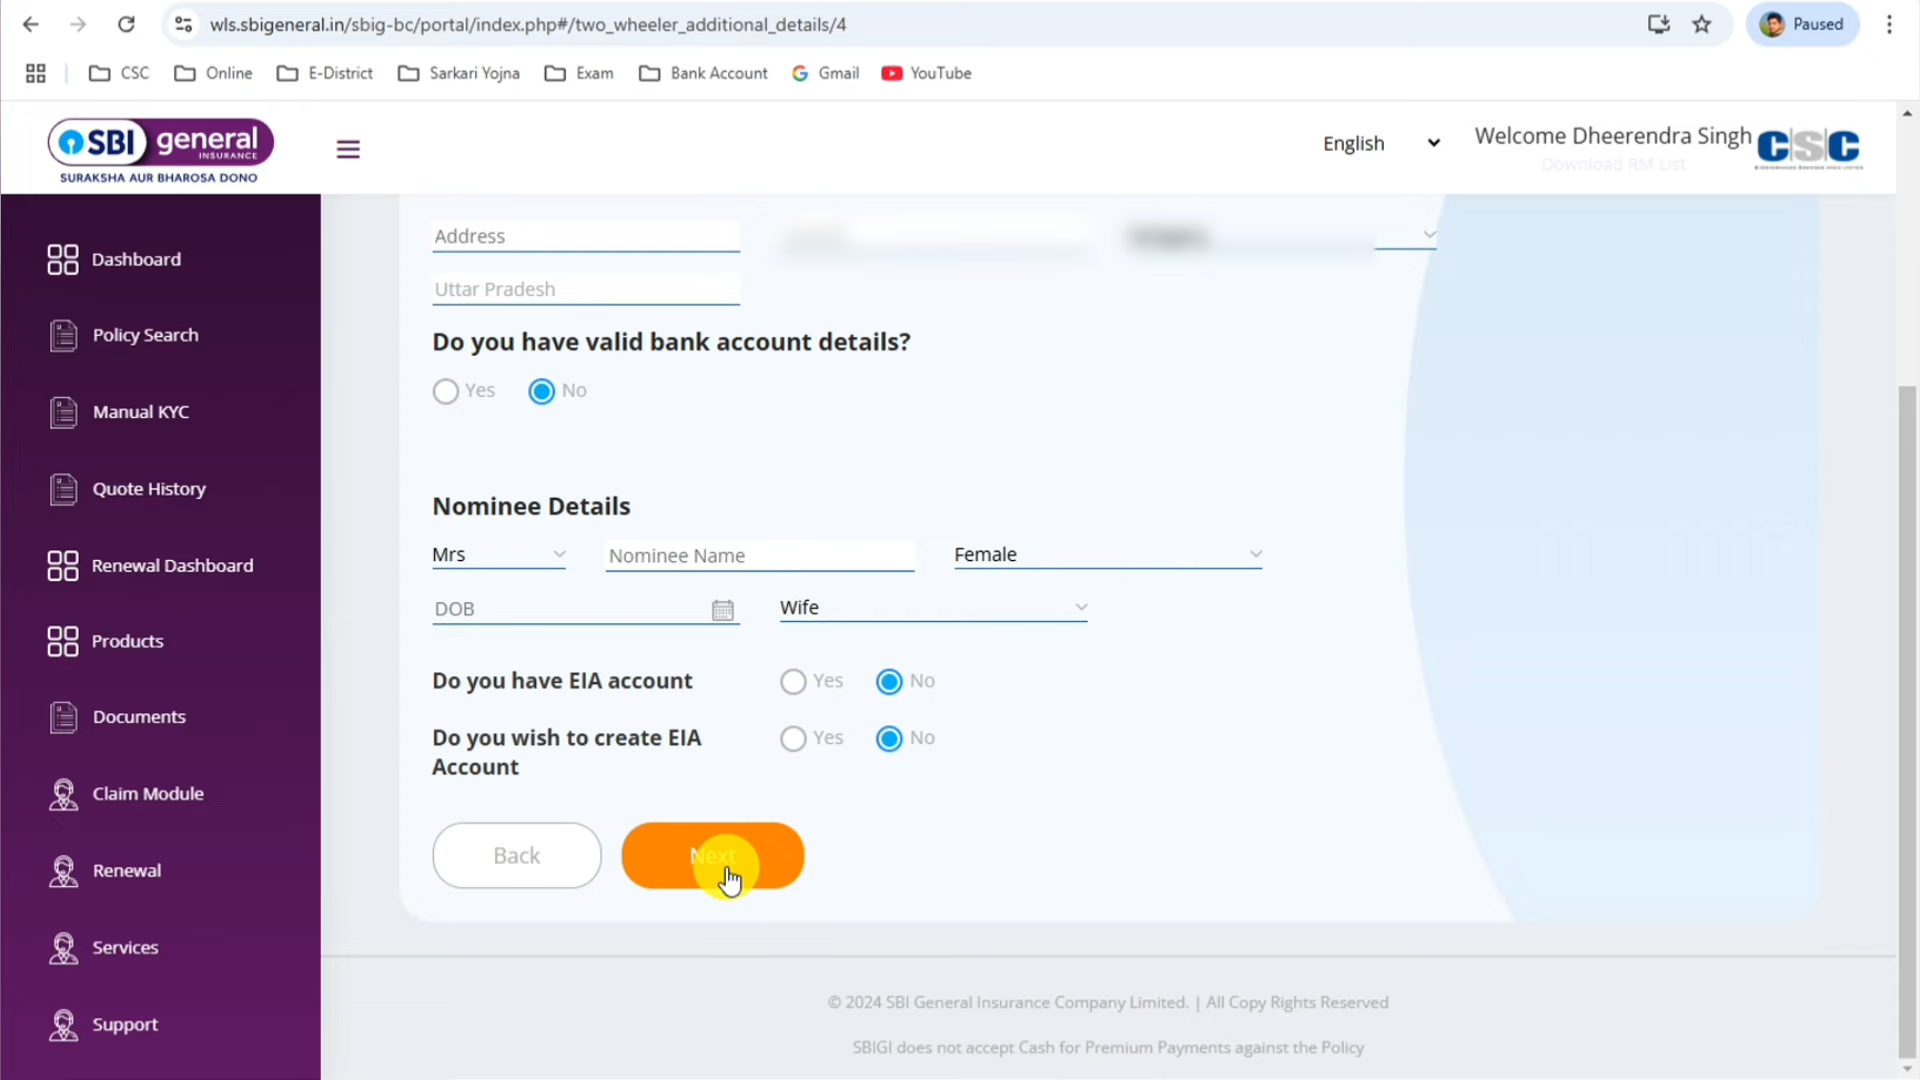 wls.sbigeneral.in/sbig-bc/portal/index.php#/two_wheeler_additional_details/4
Paused
CSC
Online
E-District
Sarkari Yojna
Exam
Bank Account
Gmail
YouTube
SBI general
INSURANCE
SURAKSHA AUR BHAROSA DONO
English
Welcome Dheerendra Singh
Download RM List
CSC
Dashboard
Policy Search
Manual KYC
Quote History
Renewal Dashboard
Products
Documents
Claim Module
Renewal
Services
Support
Address
Uttar Pradesh
Do you have valid bank account details?
Yes No
Nominee Details
Mrs Nominee Name Female
DOB Wife
Do you have EIA account Yes No
Do you wish to create EIA Account Yes No
Back Next
© 2024 SBI General Insurance Company Limited. | All Copy Rights Reserved
SBIGI does not accept Cash for Premium Payments against the Policy